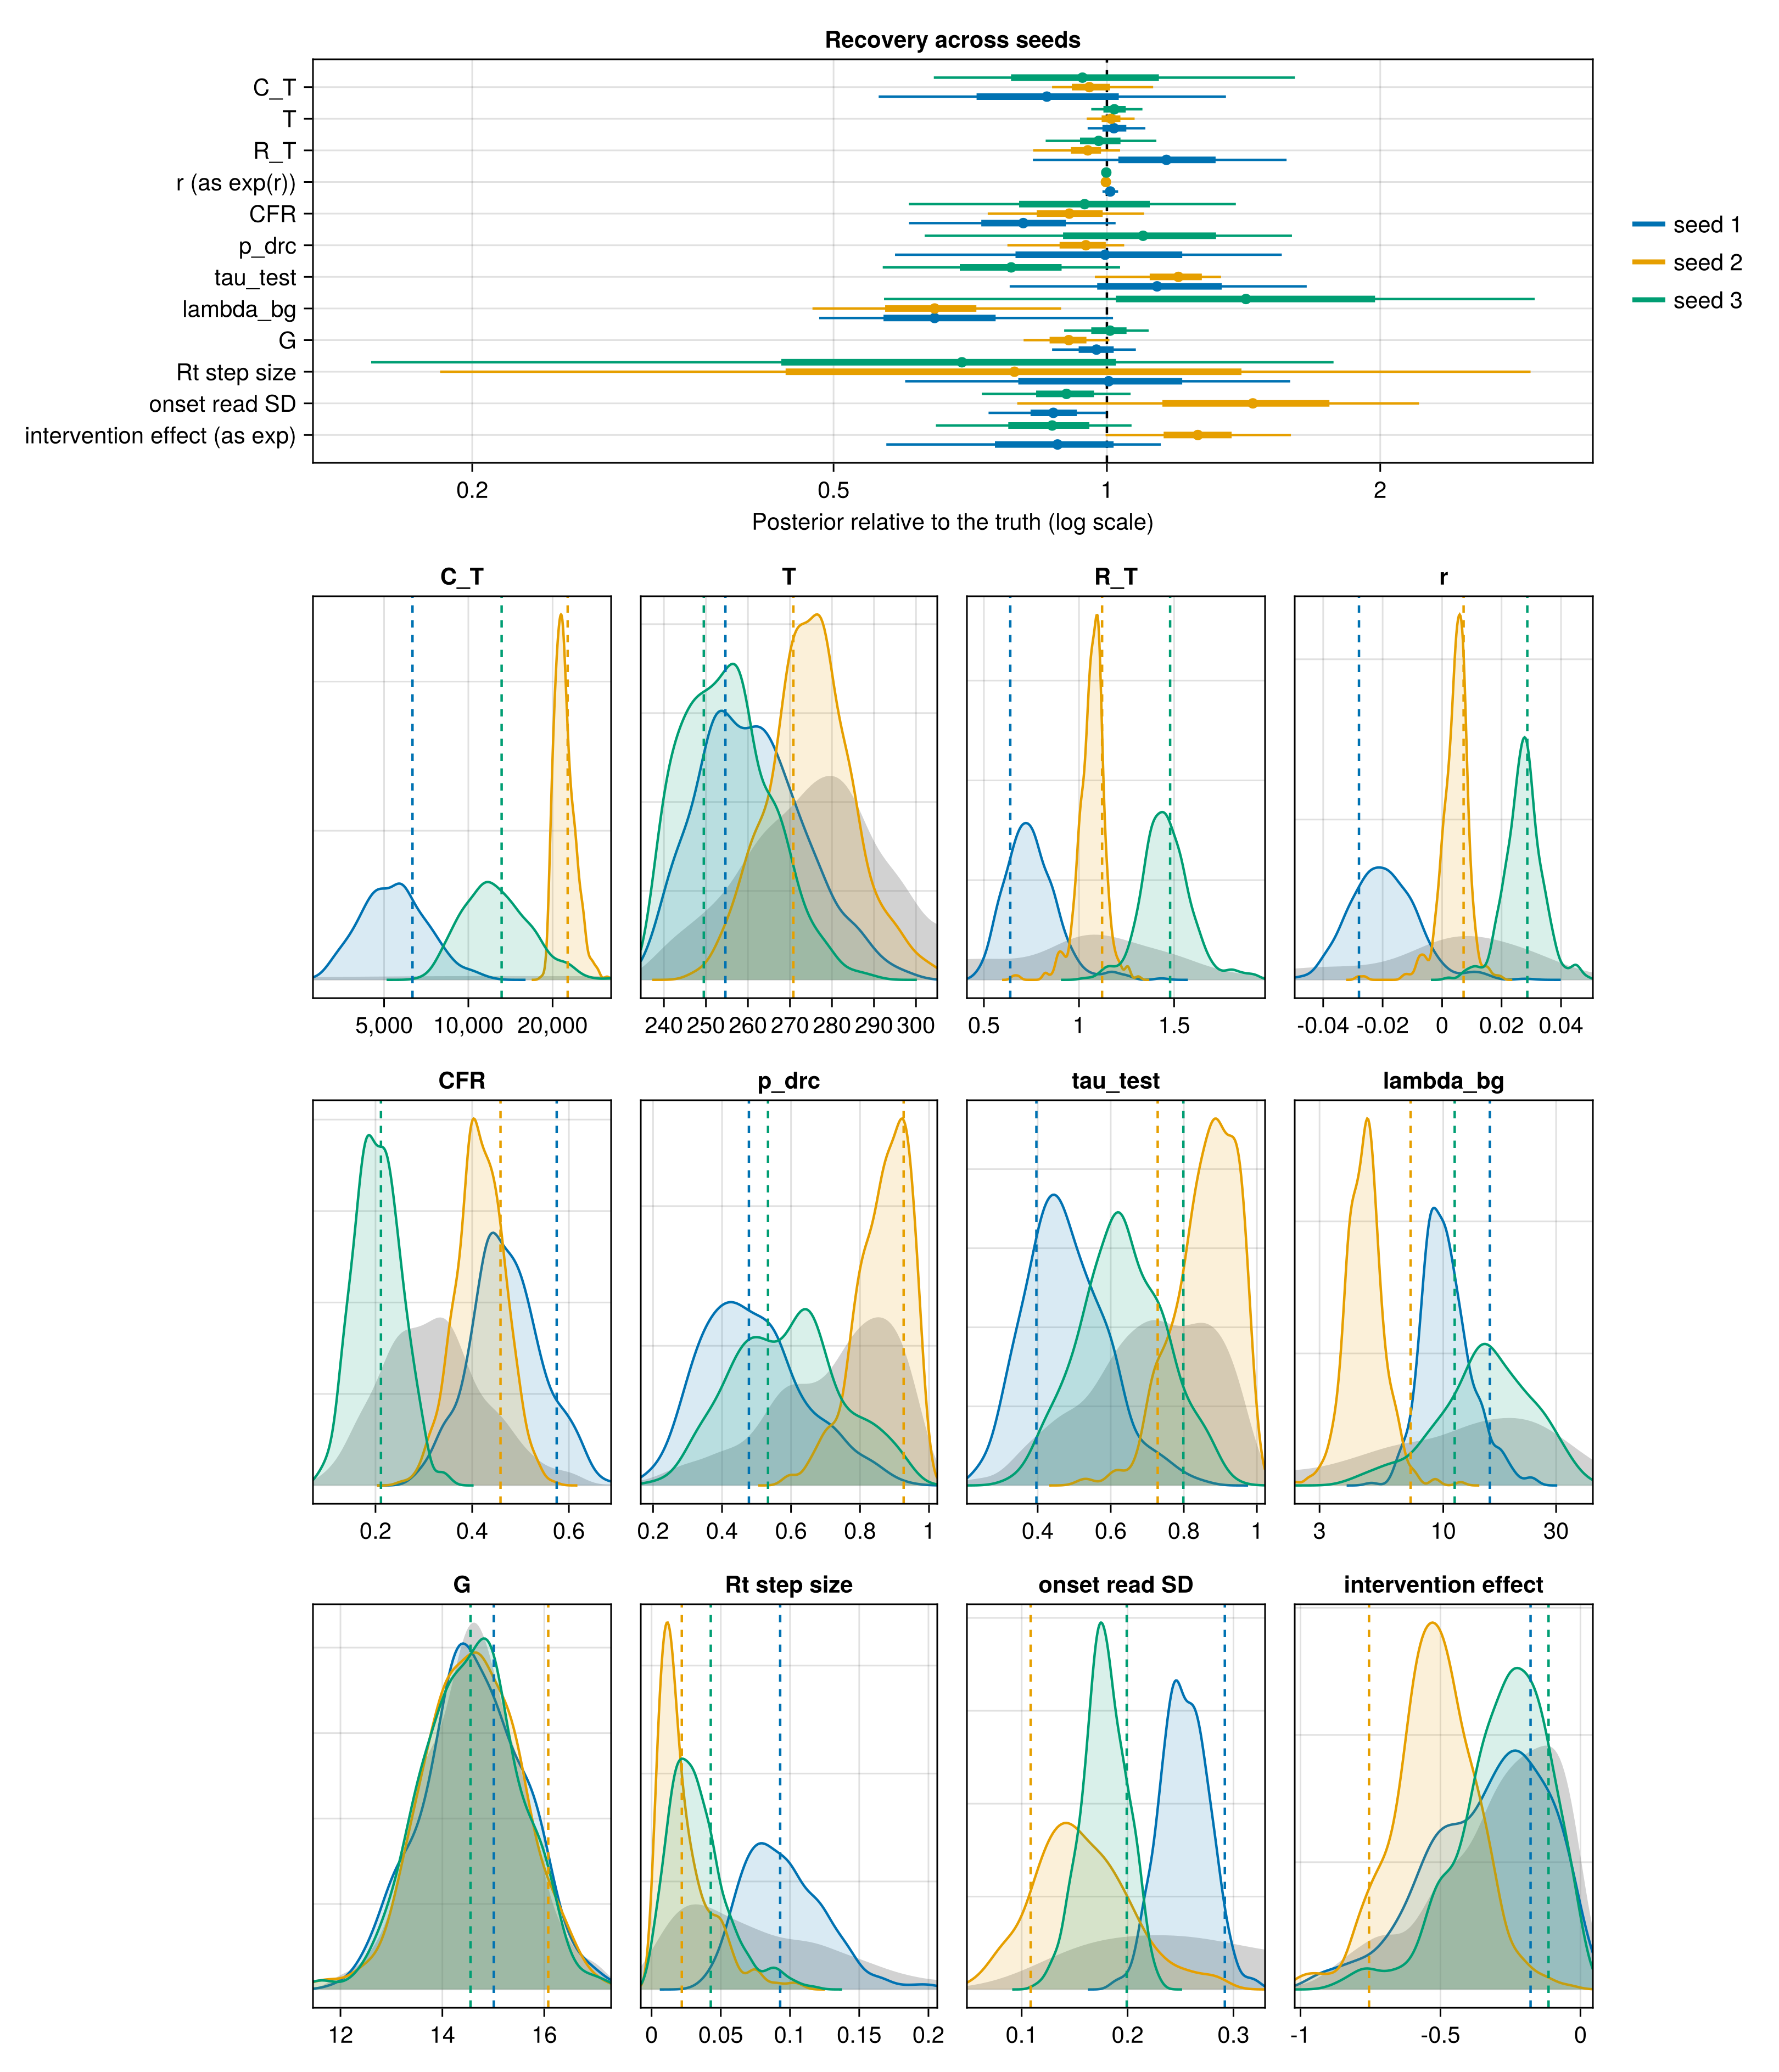 Recovery across seeds
C_T
T
R_T
r (as exp(r))
CFR
p_drc
tau_test
lambda_bg
G
Rt step size
onset read SD
intervention effect (as exp)
0.2 0.5 1 2
Posterior relative to the truth (log scale)
seed 1
seed 2
seed 3
C_T T R_T r
5,000 10,000 20,000 240 250 260 270 280 290 300 0.5 1 1.5 -0.04 -0.02 0 0.02 0.04
CFR p_drc tau_test lambda_bg
0.2 0.4 0.6 0.2 0.4 0.6 0.8 1 0.4 0.6 0.8 1 3 10 30
G Rt step size onset read SD intervention effect
12 14 16 0 0.05 0.1 0.15 0.2 0.1 0.2 0.3 -1 -0.5 0